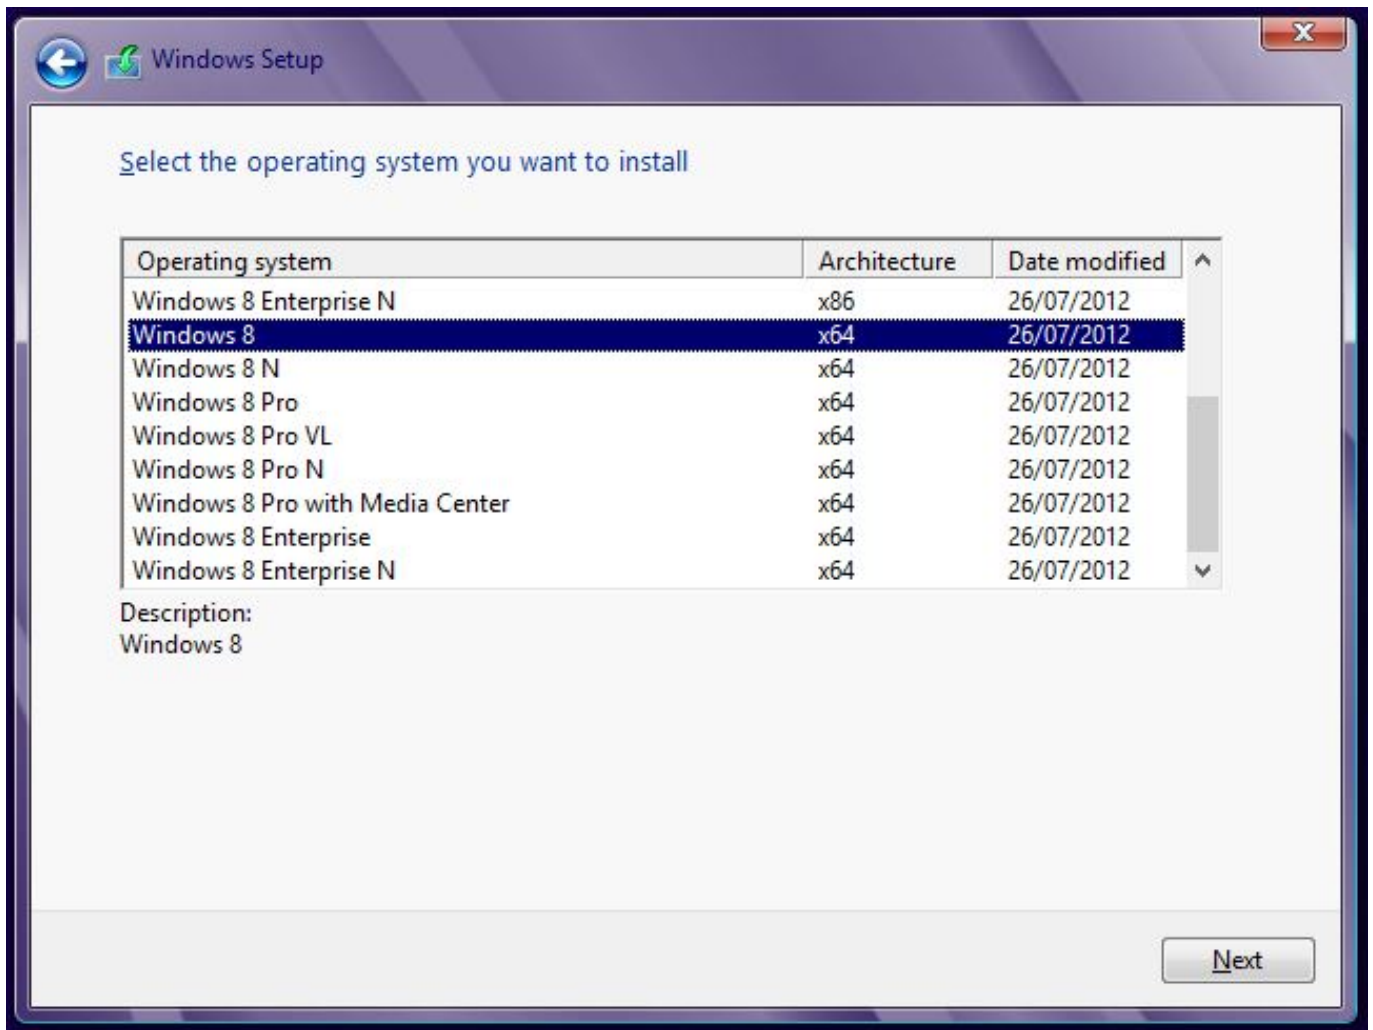 Windows Setup
Select the operating system you want to install
Operating system Architecture Date modified
Windows 8 Enterprise N x86 26/07/2012
Windows 8 x64 26/07/2012
Windows 8 N x64 26/07/2012
Windows 8 Pro x64 26/07/2012
Windows 8 Pro VL x64 26/07/2012
Windows 8 Pro N x64 26/07/2012
Windows 8 Pro with Media Center x64 26/07/2012
Windows 8 Enterprise x64 26/07/2012
Windows 8 Enterprise N x64 26/07/2012
Description:
Windows 8
Next